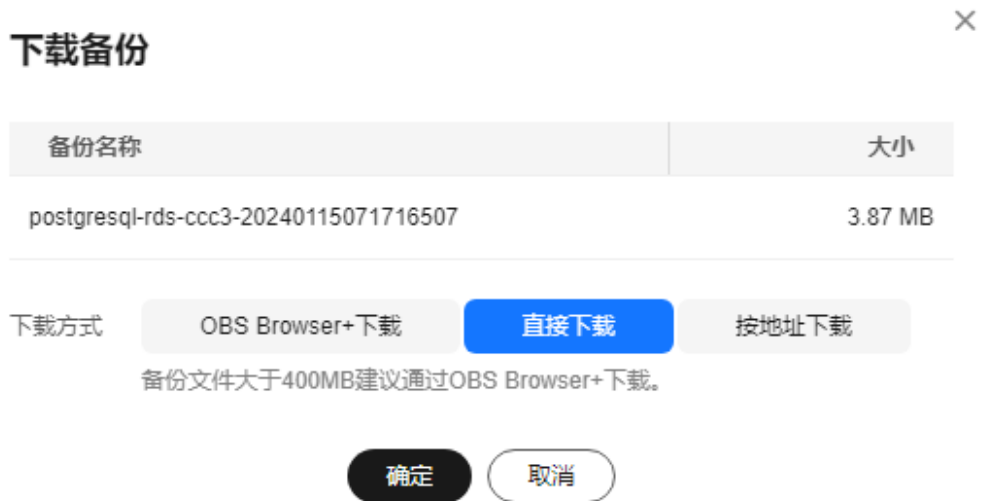 下载备份
备份名称 大小
postgresql-rds-ccc3-20240115071716507 3.87 MB
下载方式 OBS Browser+下载 直接下载 按地址下载
备份文件大于400MB建议通过OBS Browser+下载。
确定 取消